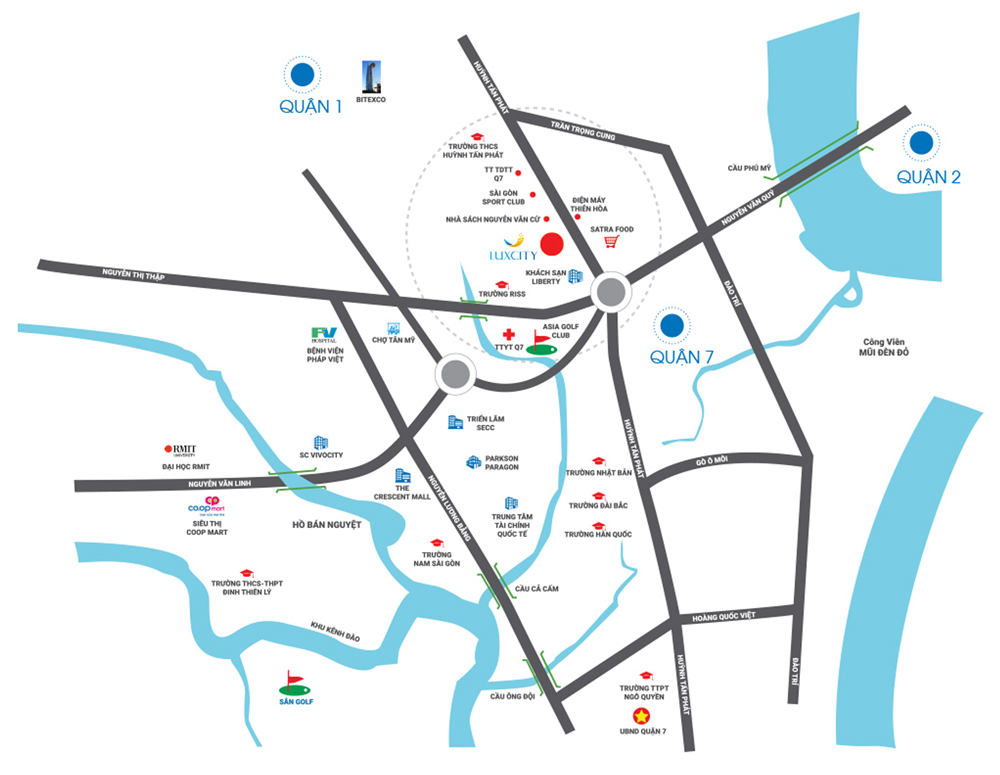 QUẬN 1
BITEXCO
HUỲNH TẤN PHÁT
TRẦN TRỌNG CUNG
TRƯỜNG THCS
HUỲNH TẤN PHÁT
TT TDTT
Q7
SÀI GÒN
SPORT CLUB
ĐIỆN MÁY
THIÊN HÒA
NHÀ SÁCH NGUYỄN VĂN CỪ
SATRA FOOD
LUXCITY
CẦU PHÚ MỸ
QUẬN 2
NGUYỄN VĂN QUỲ
NGUYỄN THỊ THẬP
KHÁCH SẠN
LIBERTY
TRƯỜNG RISS
ĐÀO TRÍ
FV
HOSPITAL
BỆNH VIỆN
PHÁP VIỆT
CHỢ TÂN MỸ
TTYT Q7
ASIA GOLF
CLUB
QUẬN 7
Công Viên
MŨI ĐÈN ĐỎ
TRIỂN LÃM
SECC
RMIT
UNIVERSITY
ĐẠI HỌC RMIT
SC VIVOCITY
PARKSON
PARAGON
HUỲNH TẤN PHÁT
GÒ Ô MÔI
TRƯỜNG NHẬT BẢN
NGUYỄN VĂN LINH
THE
CRESCENT MALL
NGUYỄN LƯƠNG BẰNG
co.opmart
SIÊU THỊ
COOP MART
HỒ BÁN NGUYỆT
TRUNG TÂM
TÀI CHÍNH
QUỐC TẾ
TRƯỜNG ĐÀI BẮC
TRƯỜNG HÀN QUỐC
TRƯỜNG
NAM SÀI GÒN
TRƯỜNG THCS-THPT
ĐINH THIỆN LÝ
CẦU CẢ CẤM
KHU KÊNH ĐÀO
HOÀNG QUỐC VIỆT
SÂN GOLF
CẦU ÔNG ĐỘI
TRƯỜNG TTPT
NGÔ QUYỀN
HUỲNH TẤN PHÁT
ĐÀO TRÍ
UBND QUẬN 7